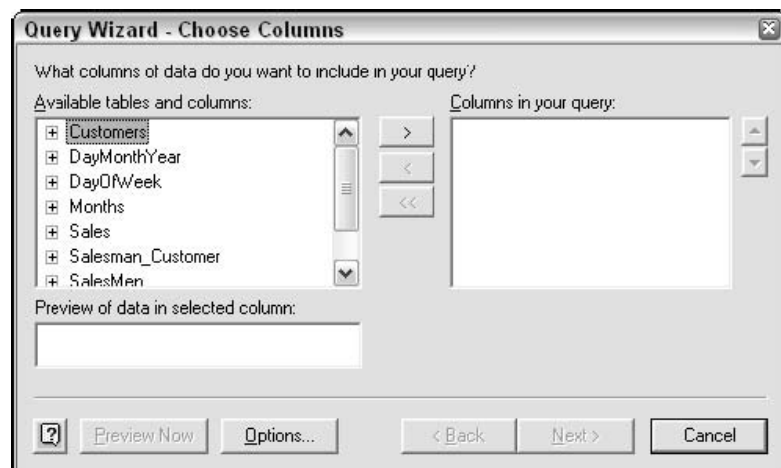 Query Wizard - Choose Columns
What columns of data do you want to include in your query?
Available tables and columns:
Columns in your query:
Customers
DayMonthYear
DayOfWeek
Months
Sales
Salesman_Customer
SalesMen
>
<
<<
Preview of data in selected column:
?
Preview Now
Options...
< Back
Next >
Cancel